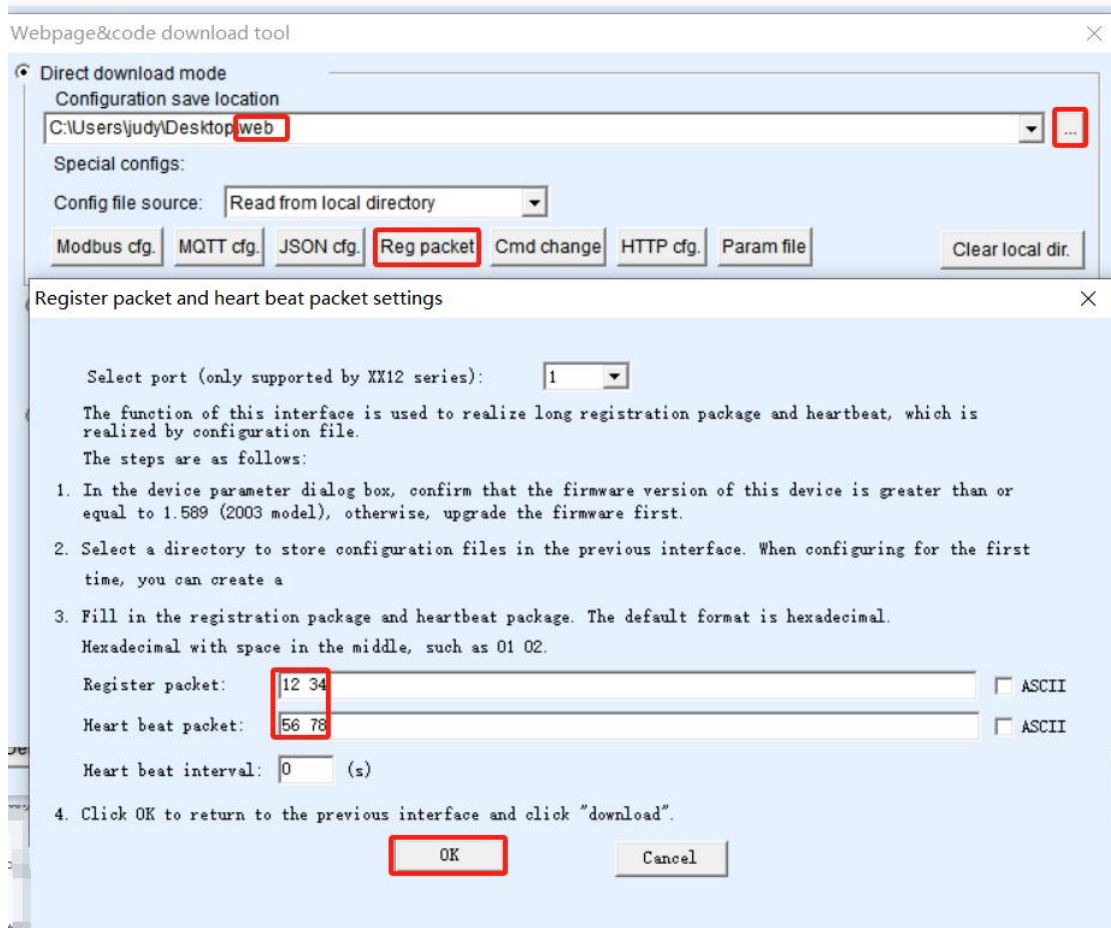 Webpage&code download tool
Direct download mode
Configuration save location
C:\Users\judy\Desktop\web
...
Special configs:
Config file source: Read from local directory
Modbus cfg. MQTT cfg. JSON cfg. Reg packet Cmd change HTTP cfg. Param file Clear local dir.
Register packet and heart beat packet settings
Select port (only supported by XX12 series): 1
The function of this interface is used to realize long registration package and heartbeat, which is
realized by configuration file.
The steps are as follows:
1. In the device parameter dialog box, confirm that the firmware version of this device is greater than or
equal to 1.589 (2003 model), otherwise, upgrade the firmware first.
2. Select a directory to store configuration files in the previous interface. When configuring for the first
time, you can create a
3. Fill in the registration package and heartbeat package. The default format is hexadecimal.
Hexadecimal with space in the middle, such as 01 02.
Register packet: 12 34 ASCII
Heart beat packet: 56 78 ASCII
Heart beat interval: 0 (s)
4. Click OK to return to the previous interface and click "download".
OK Cancel